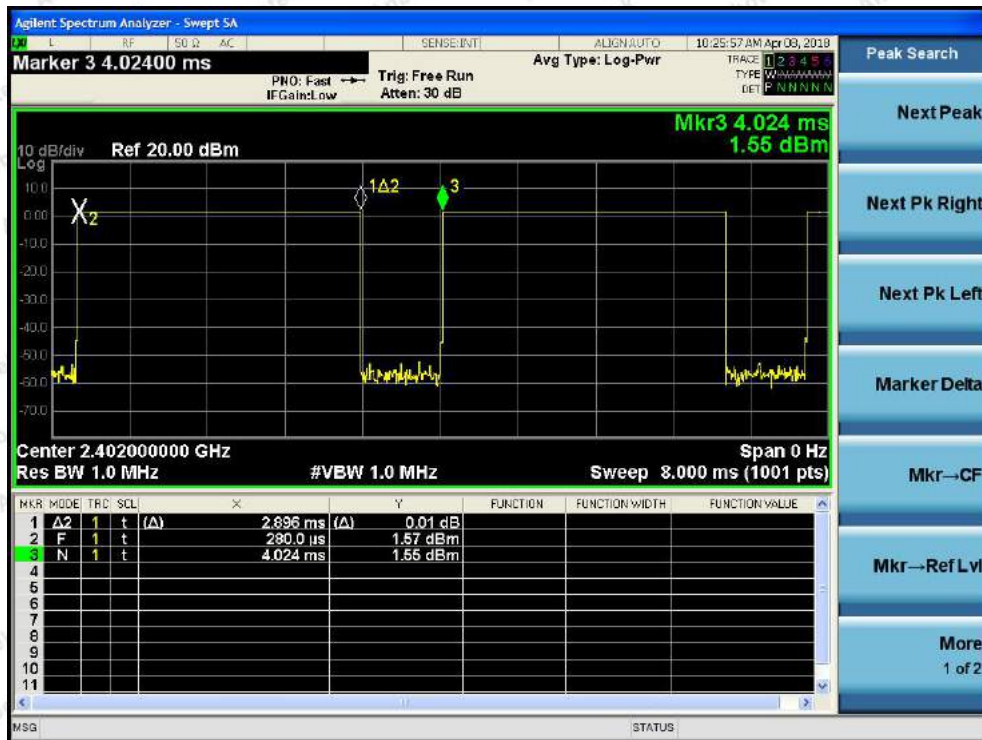 Agilent Spectrum Analyzer - Swept SA
LXI L RF 50 Ω AC SENSE:INT ALIGN AUTO 10:25:57 AM Apr 08, 2018
Marker 3 4.02400 ms
PNO: Fast
IFGain:Low
Trig: Free Run
Atten: 30 dB
Avg Type: Log-Pwr
TRACE 1 2 3 4 5 6
TYPE W
DET P N N N N N
Peak Search
Mkr3 4.024 ms
1.55 dBm
10 dB/div Ref 20.00 dBm
Log
10.0
0.00
-10.0
-20.0
-30.0
-40.0
-50.0
-60.0
-70.0
X2
1Δ2
3
Center 2.402000000 GHz Span 0 Hz
Res BW 1.0 MHz #VBW 1.0 MHz Sweep 8.000 ms (1001 pts)
MKR MODE TRC SCL X Y FUNCTION FUNCTION WIDTH FUNCTION VALUE
1 Δ2 1 t (Δ) 2.896 ms (Δ) 0.01 dB
2 F 1 t 280.0 µs 1.57 dBm
3 N 1 t 4.024 ms 1.55 dBm
4
5
6
7
8
9
10
11
MSG STATUS
Next Peak
Next Pk Right
Next Pk Left
Marker Delta
Mkr→CF
Mkr→Ref Lvl
More
1 of 2